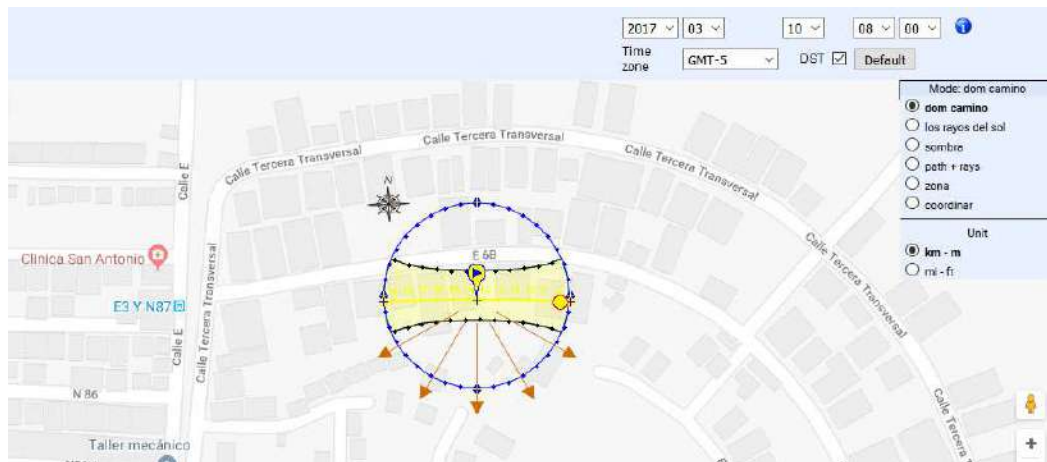 2017 03 10 08 00
Time zone GMT-5 DST Default
Mode: dom camino
dom camino
los rayos del sol
sombra
path + rays
zona
coordinar
Unit
km - m
mi - ft
Calle Tercera Transversal
Calle Tercera Transversal
Calle Tercera Transversal
Calle E
N
Clinica San Antonio
E 6B
Calle Tercera Transversal
E3 Y N87
Calle E
Calle Tercera Transversal
N 86
Calle Tercera Transversal
Taller mecánico